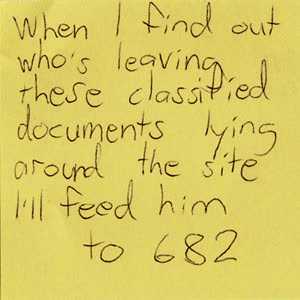 When I find out
who's leaving
these classified
documents lying
around the site
I'll feed him
to 682